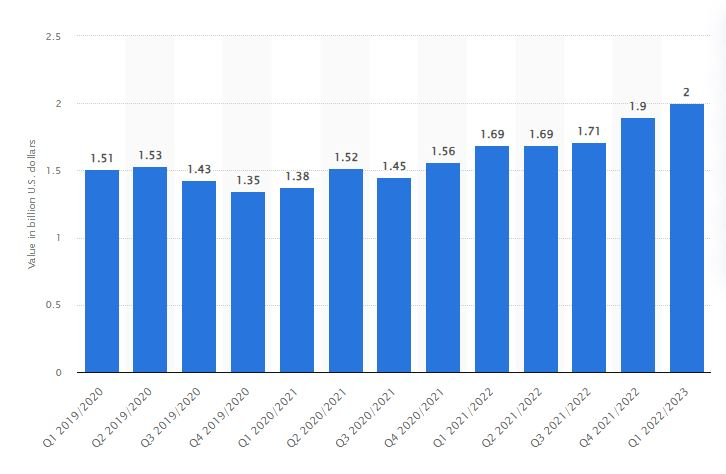 2.5
2
1.5
1
0.5
0
Value in billion U.S. dollars
1.51
1.53
1.43
1.35
1.38
1.52
1.45
1.56
1.69
1.69
1.71
1.9
2
Q1 2019/2020
Q2 2019/2020
Q3 2019/2020
Q4 2019/2020
Q1 2020/2021
Q2 2020/2021
Q3 2020/2021
Q4 2020/2021
Q1 2021/2022
Q2 2021/2022
Q3 2021/2022
Q4 2021/2022
Q1 2022/2023